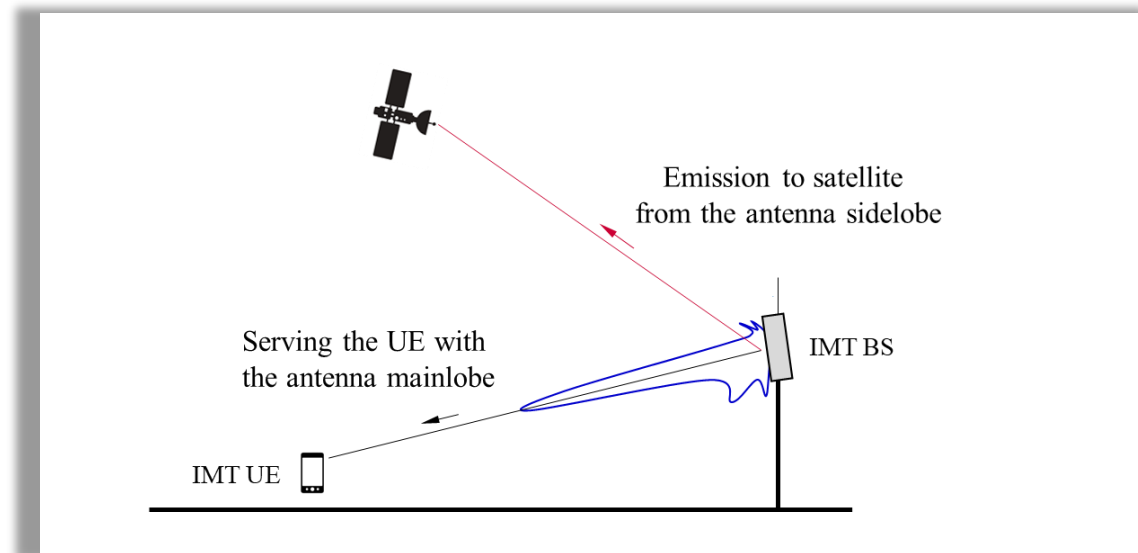 Emission to satellite
from the antenna sidelobe
Serving the UE with
the antenna mainlobe
IMT BS
IMT UE